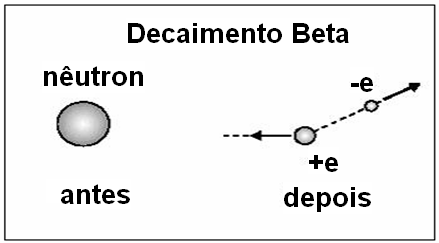 Decaimento Beta
nêutron
-e
+e
antes
depois